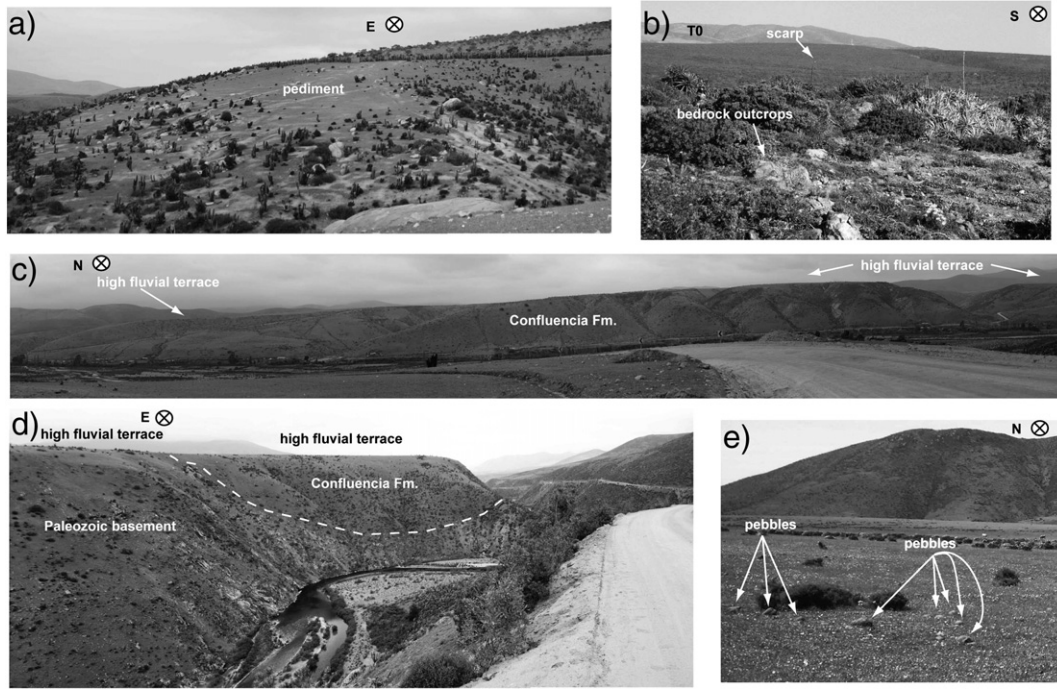 a)
E
pediment
b)
T0
S
scarp
bedrock outcrops
c)
N
high fluvial terrace
high fluvial terrace
Confluencia Fm.
d)
E
high fluvial terrace
high fluvial terrace
Confluencia Fm.
Paleozoic basement
e)
N
pebbles
pebbles